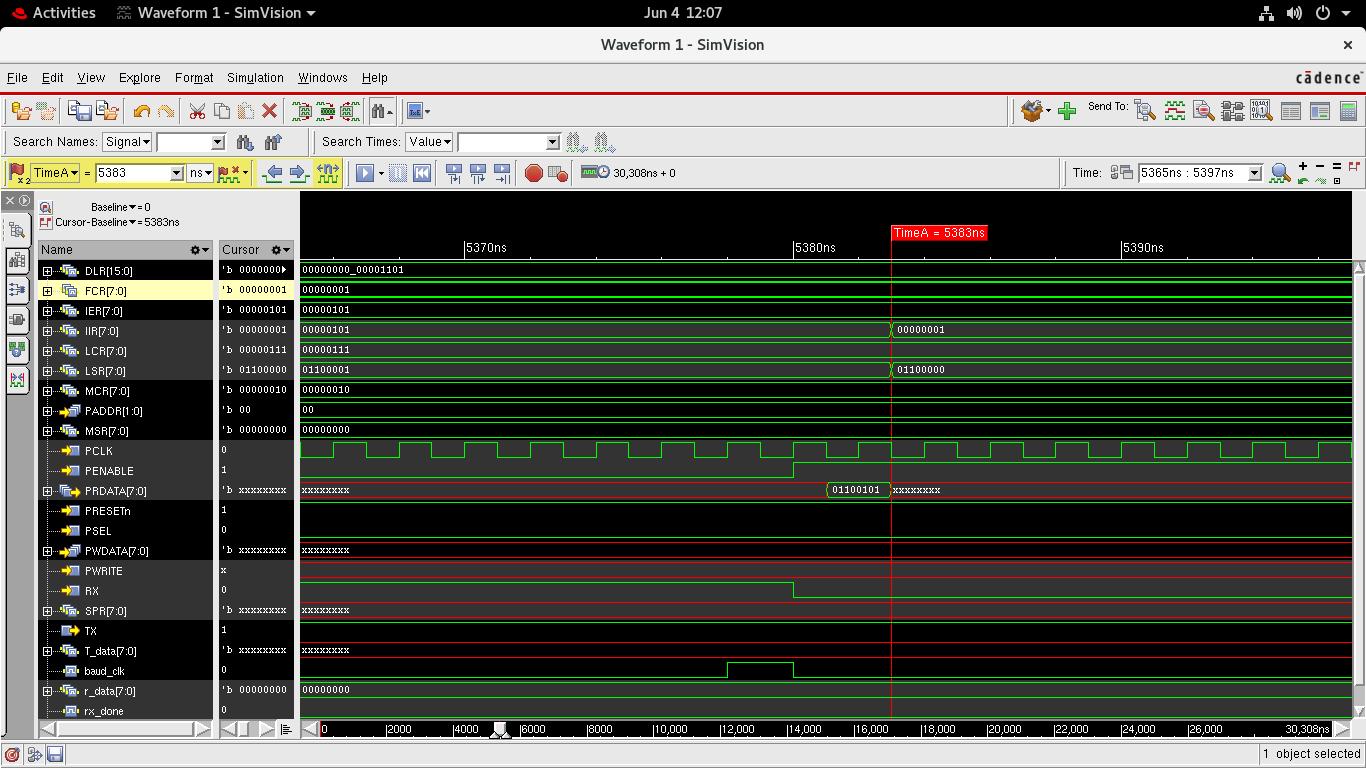 Activities Waveform 1 - SimVision Jun 4 12:07
Waveform 1 - SimVision
File Edit View Explore Format Simulation Windows Help cādence
Send To:
Search Names: Signal Search Times: Value
TimeA = 5383 ns 30,308ns + 0 Time: 5365ns : 5397ns
x2
Baseline = 0
Cursor-Baseline = 5383ns
TimeA = 5383ns
Name Cursor 5370ns 5380ns 5390ns
DLR[15:0] 'b 0000000 00000000_00001101
FCR[7:0] 'b 00000001 00000001
IER[7:0] 'b 00000101 00000101
IIR[7:0] 'b 00000001 00000101 00000001
LCR[7:0] 'b 00000111 00000111
LSR[7:0] 'b 01100000 01100001 01100000
MCR[7:0] 'b 00000010 00000010
PADDR[1:0] 'b 00 00
MSR[7:0] 'b 00000000 00000000
PCLK 0
PENABLE 1
PRDATA[7:0] 'b xxxxxxxx xxxxxxxx 01100101 xxxxxxxx
PRESETn 1
PSEL 0
PWDATA[7:0] 'b xxxxxxxx xxxxxxxx
PWRITE x
RX 0
SPR[7:0] 'b xxxxxxxx xxxxxxxx
TX 1
T_data[7:0] 'b xxxxxxxx xxxxxxxx
baud_clk 0
r_data[7:0] 'b 00000000 00000000
rx_done 0
0 2000 4000 6000 8000 10,000 12,000 14,000 16,000 18,000 20,000 22,000 24,000 26,000 30,308ns
1 object selected